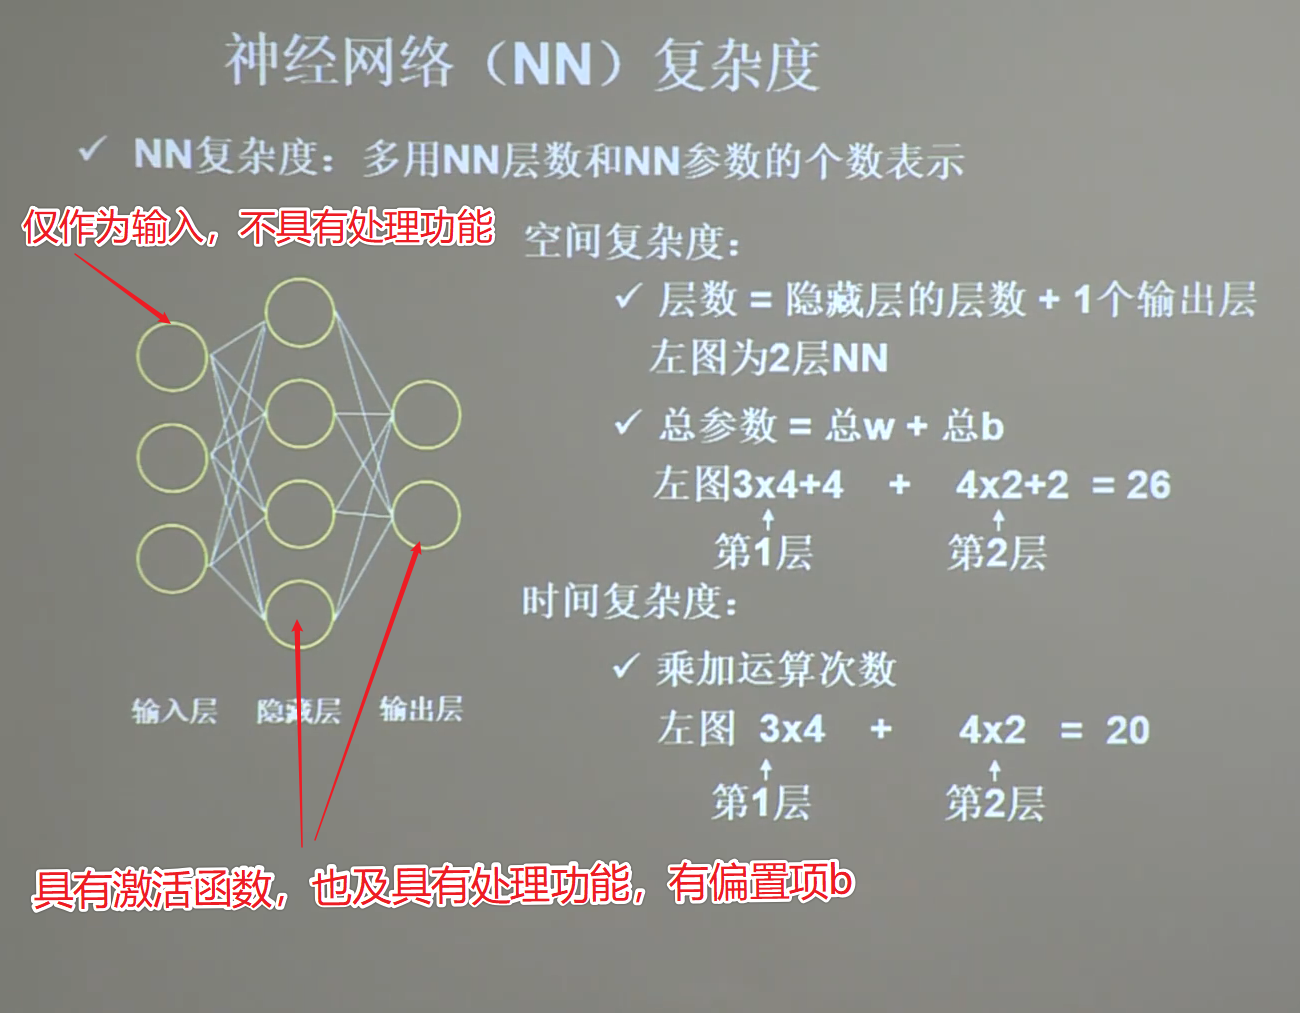 神经网络（NN）复杂度
✓ NN复杂度：多用NN层数和NN参数的个数表示
仅作为输入，不具有处理功能
空间复杂度：
✓ 层数 = 隐藏层的层数 + 1个输出层
左图为2层NN
✓ 总参数 = 总w + 总b
左图3x4+4 + 4x2+2 = 26
第1层 第2层
时间复杂度：
✓ 乘加运算次数
左图 3x4 + 4x2 = 20
第1层 第2层
输入层 隐藏层 输出层
具有激活函数，也及具有处理功能，有偏置项b